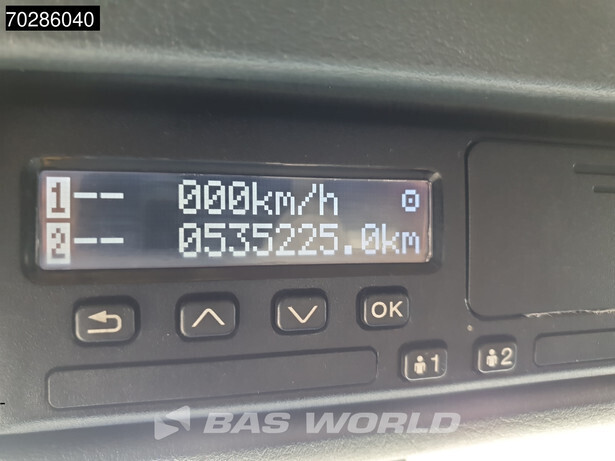 70286040
1 -- 000km/h
2 -- 0535225.0km
OK
1 2
BAS WORLD